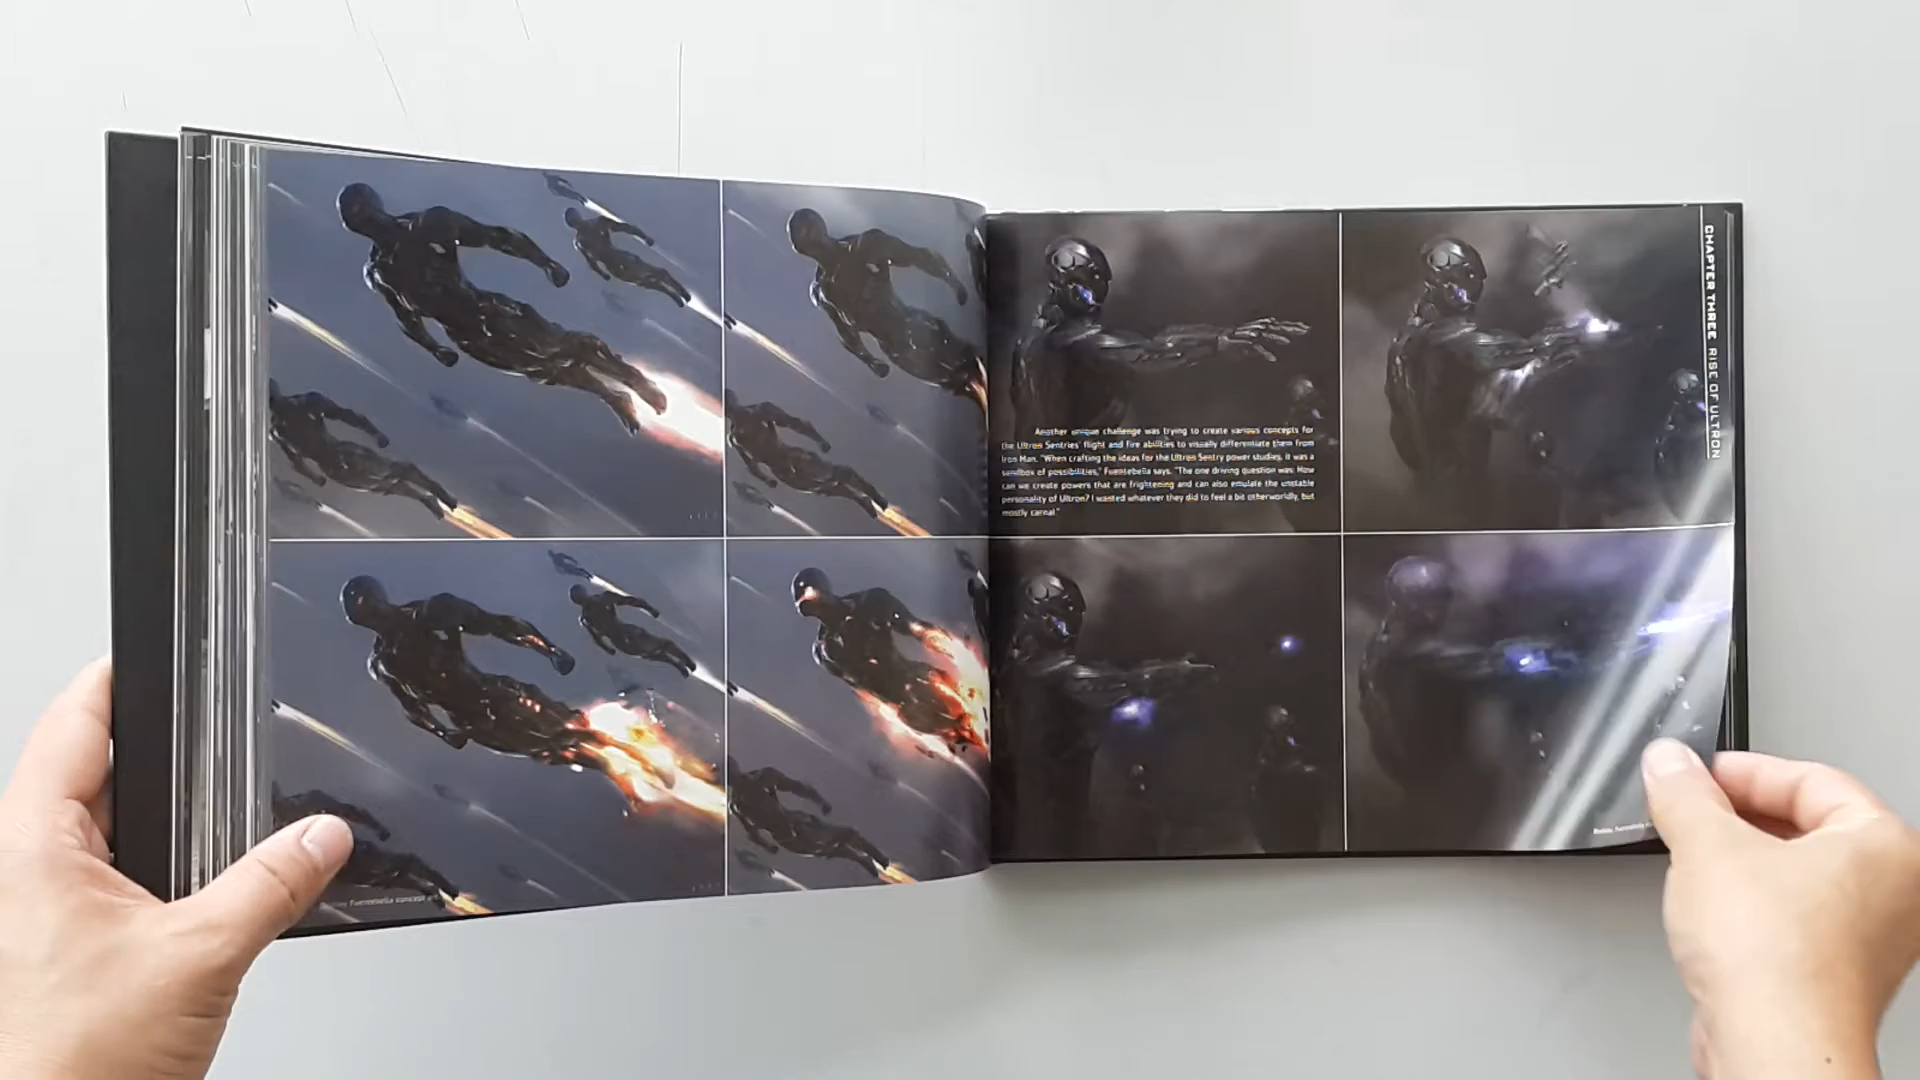 Fuentebella concept art
Another unique challenge was trying to create various concepts for
the Ultron Sentries' flight and fire abilities to visually differentiate them from
Iron Man. "When crafting the ideas for the Ultron Sentry power studies, it was a
sandbox of possibilities," Fuentebella says. "The one driving question was: How
can we create powers that are frightening and can also emulate the unstable
personality of Ultron? I wanted whatever they did to feel a bit otherworldly, but
mostly carnal."
CHAPTER THREE RISE OF ULTRON